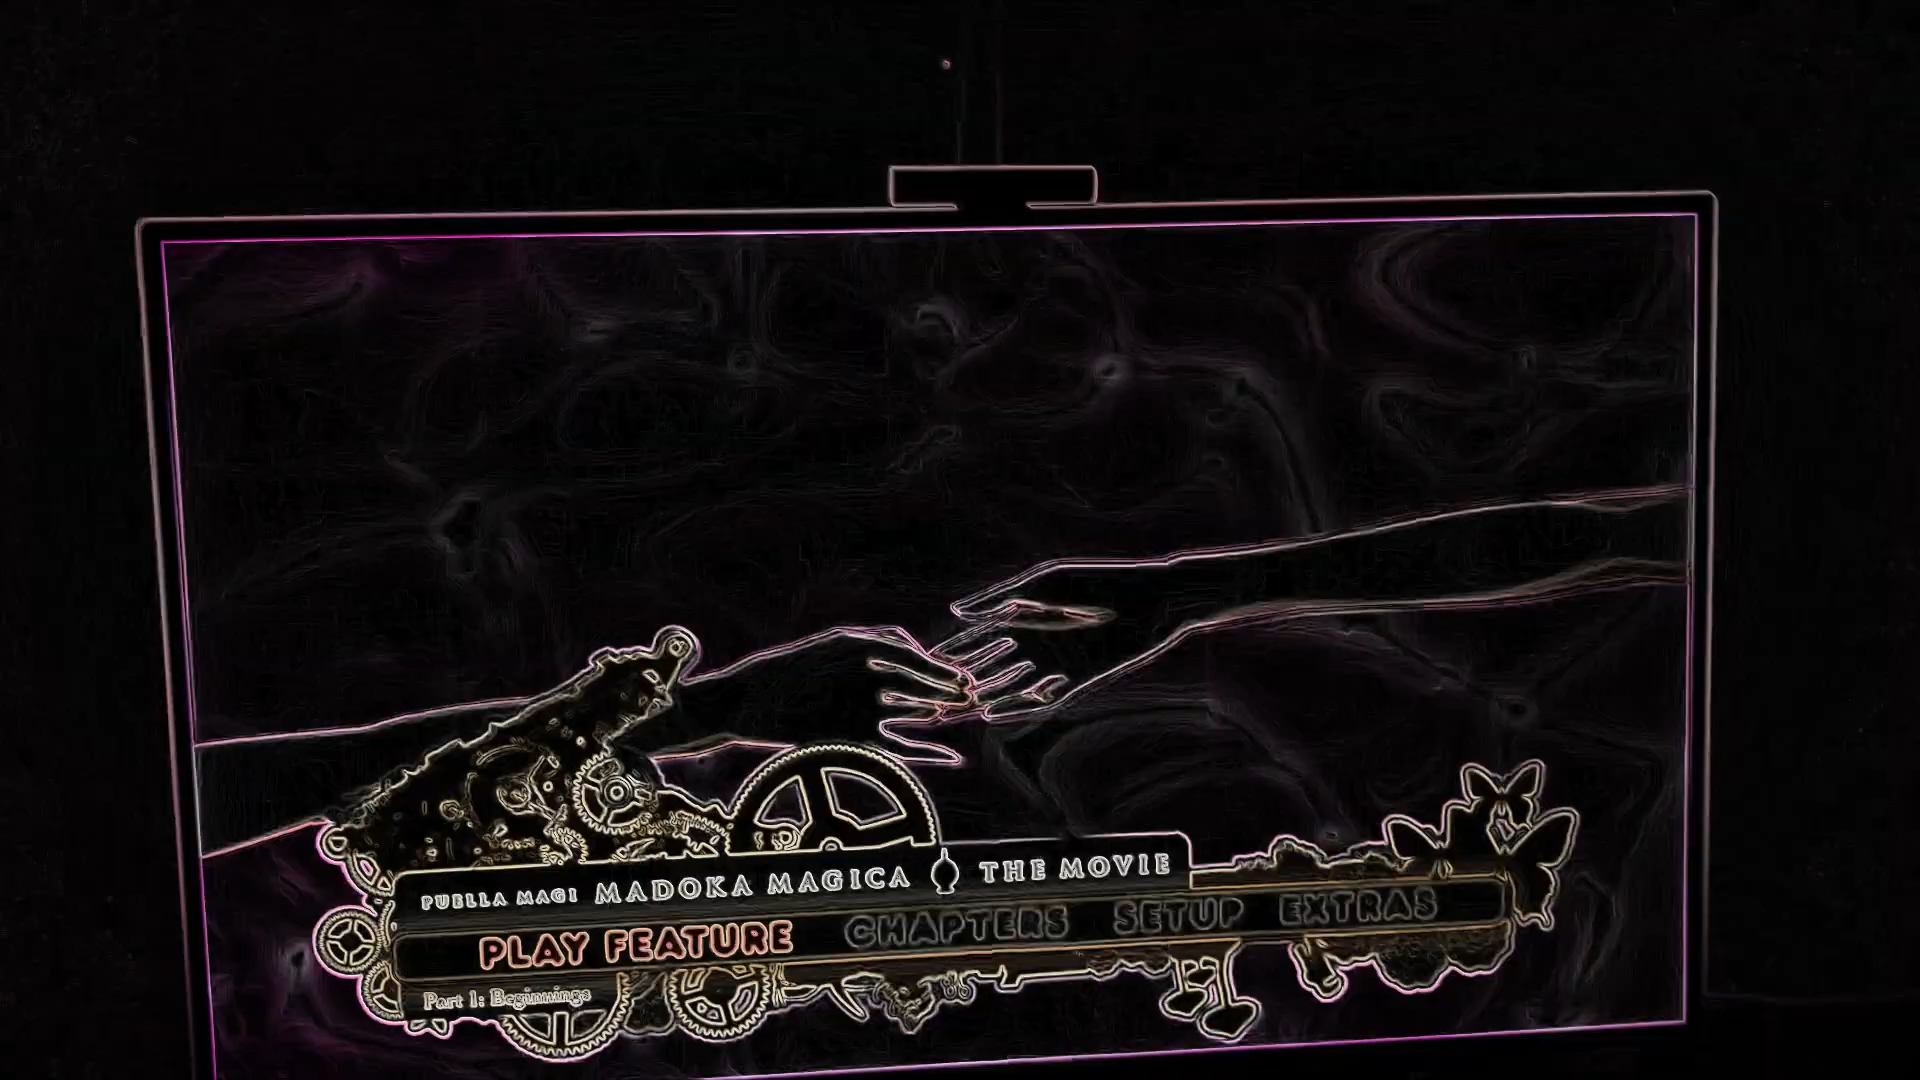 PUELLA MAGI MADOKA MAGICA THE MOVIE
PLAY FEATURE CHAPTERS SETUP EXTRAS
Part 1: Beginnings